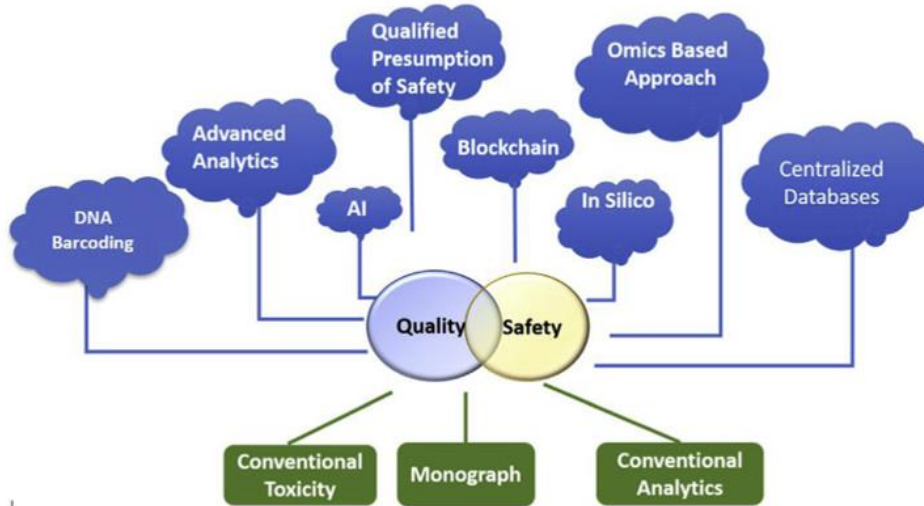 Qualified
Presumption
of Safety
Omics Based
Approach
Advanced
Analytics
Blockchain
Centralized
Databases
AI
In Silico
DNA
Barcoding
Quality
Safety
Conventional
Toxicity
Monograph
Conventional
Analytics